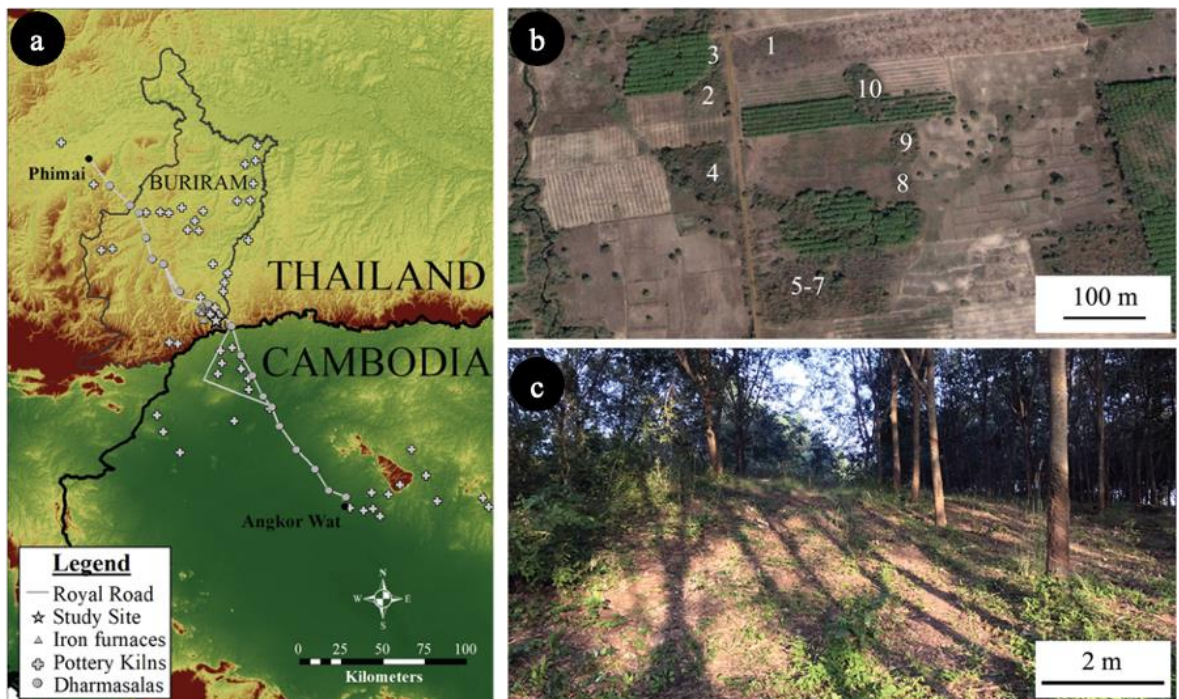 a
Phimai
BURIRAM
THAILAND
CAMBODIA
Angkor Wat
Legend
Royal Road
Study Site
Iron furnaces
Pottery Kilns
Dharmasalas
N
W E
S
0 25 50 75 100
Kilometers
b
1
3
2
10
9
4
8
5-7
100 m
c
2 m